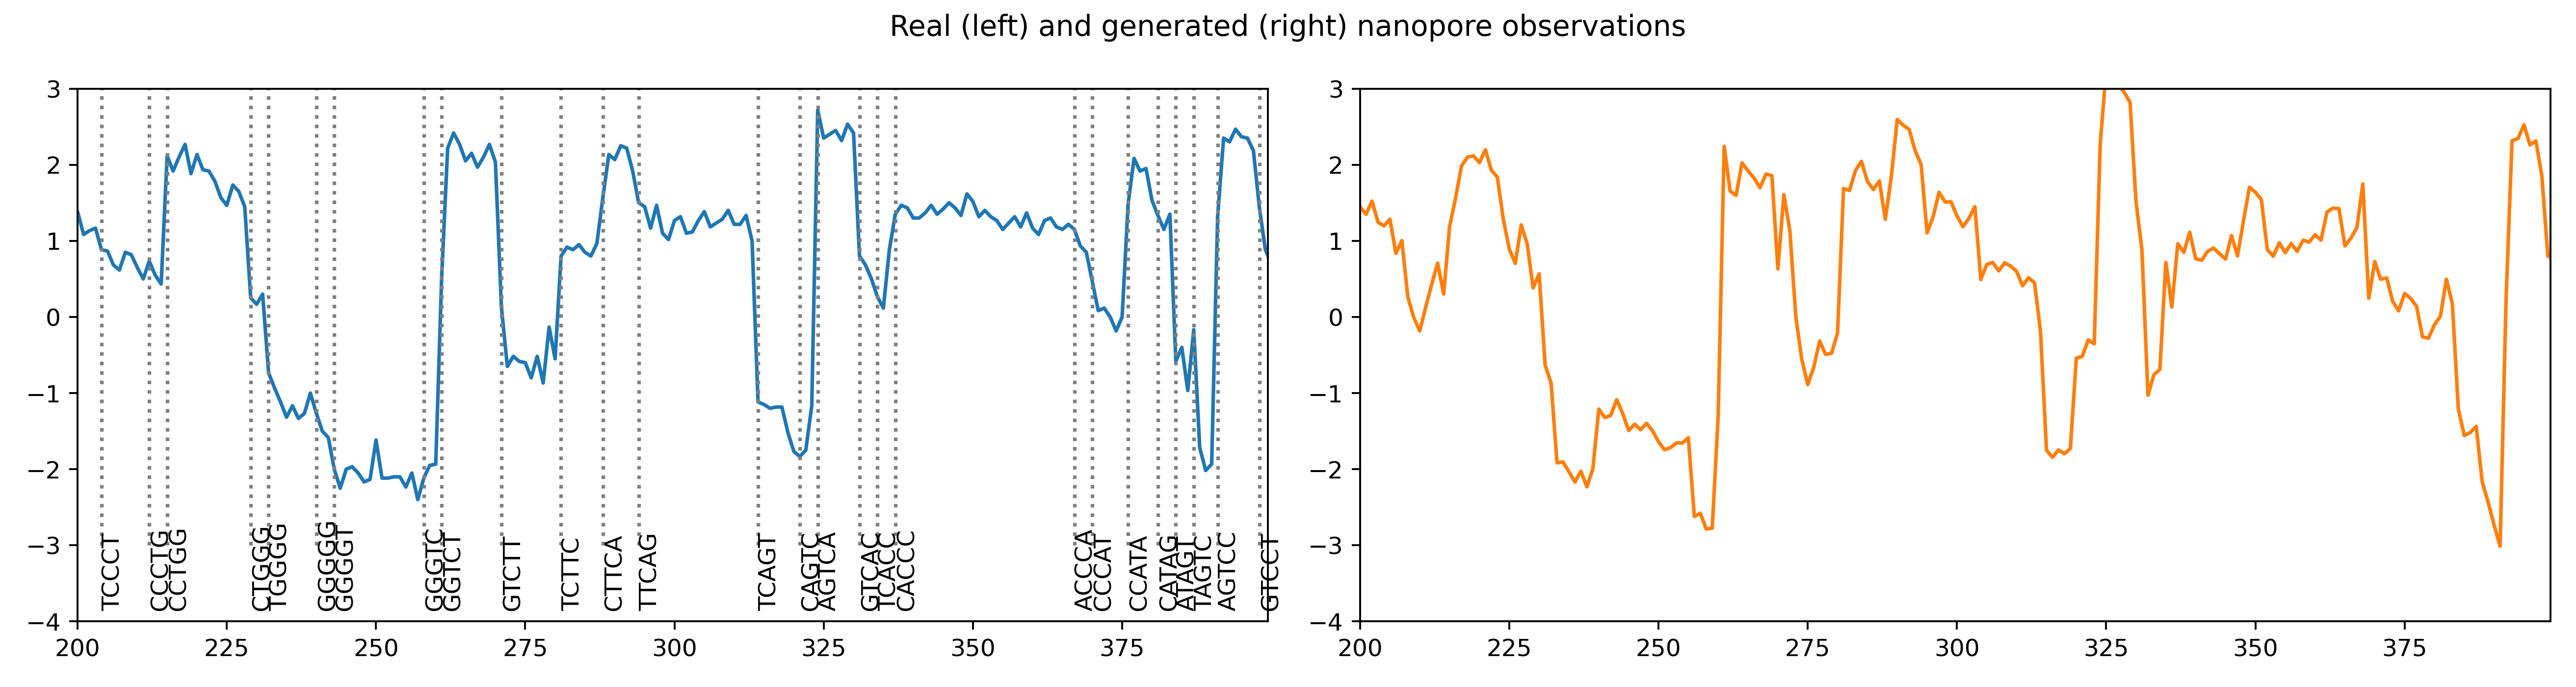 Real (left) and generated (right) nanopore observations
3
2
1
0
−1
−2
−3
−4
TCCCT
CCCTG
CCTGG
CTGGG
TGGGG
GGGGG
GGGGT
GGGTC
GGTCT
GTCTT
TCTTC
CTTCA
TTCAG
TCAGT
CAGTC
AGTCA
GTCAC
TCACC
CACCC
ACCCA
CCCAT
CCATA
CATAG
ATAGT
TAGTC
AGTCC
GTCCT
200 225 250 275 300 325 350 375
3
2
1
0
−1
−2
−3
−4
200 225 250 275 300 325 350 375